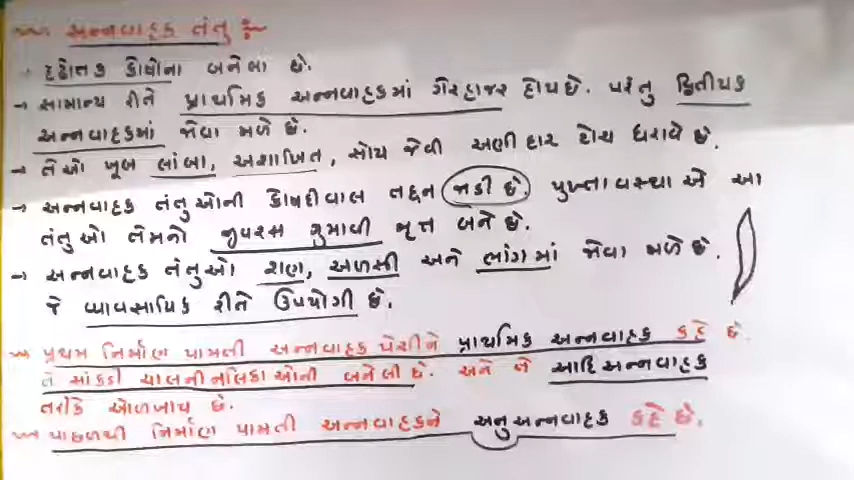 અન્નવાહક તંતુ :-
→ દૃઢોતક કોષોના બનેલા છે.
→ સામાન્ય રીતે પ્રાથમિક અન્નવાહકમાં ગેરહાજર હોય છે. પરંતુ દ્વિતીયક
અન્નવાહકમાં જોવા મળે છે.
→ તેઓ ખૂબ લાંબા, અશાખિત, સોય જેવી અણીદાર ટોચ ધરાવે છે.
→ અન્નવાહક તંતુઓની કોષદીવાલ તદ્દન જાડી છે. પુખ્તાવસ્થાએ આ
તંતુઓ તેમનો જીવરસ ગુમાવી મૃત બને છે.
→ અન્નવાહક તંતુઓ શણ, અળસી અને ભાંગમાં જોવા મળે છે.
જે વ્યાવસાયિક રીતે ઉપયોગી છે.
પ્રથમ નિર્માણ પામતી અન્નવાહક પેશીને પ્રાથમિક અન્નવાહક કહે છે.
તે સાંકડી ચાલનીનલિકાઓની બનેલી છે. અને તે આદિઅન્નવાહક
તરીકે ઓળખાય છે.
પાછળથી નિર્માણ પામતી અન્નવાહકને અનુઅન્નવાહક કહે છે.